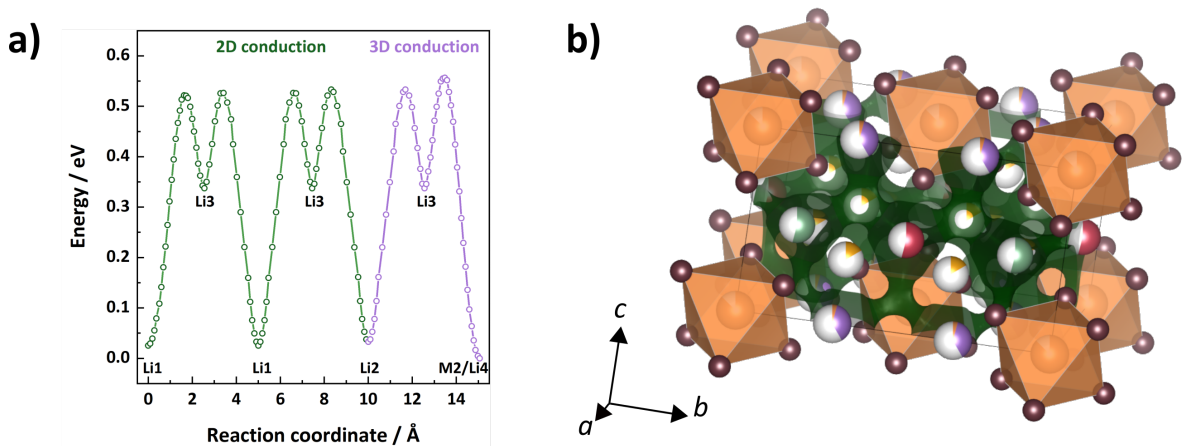 a)
2D conduction
3D conduction
Energy / eV
0.6
0.5
0.4
0.3
0.2
0.1
0.0
Li3
Li3
Li3
Li1
Li1
Li2
M2/Li4
0
2
4
6
8
10
12
14
Reaction coordinate / Å
b)
c
b
a